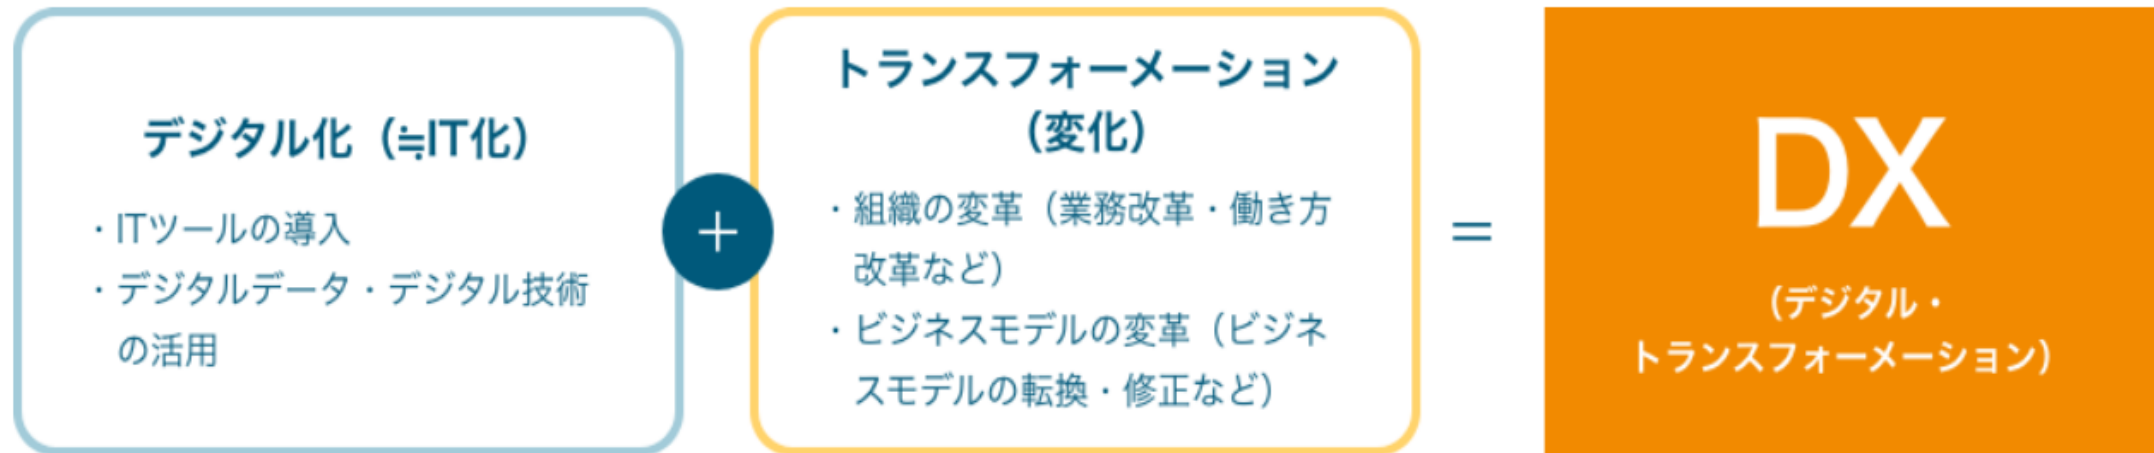 デジタル化（≒IT化）
・ITツールの導入
・デジタルデータ・デジタル技術
の活用
＋
トランスフォーメーション
（変化）
・組織の変革（業務改革・働き方
改革など）
・ビジネスモデルの変革（ビジネ
スモデルの転換・修正など）
＝
DX
（デジタル・
トランスフォーメーション）